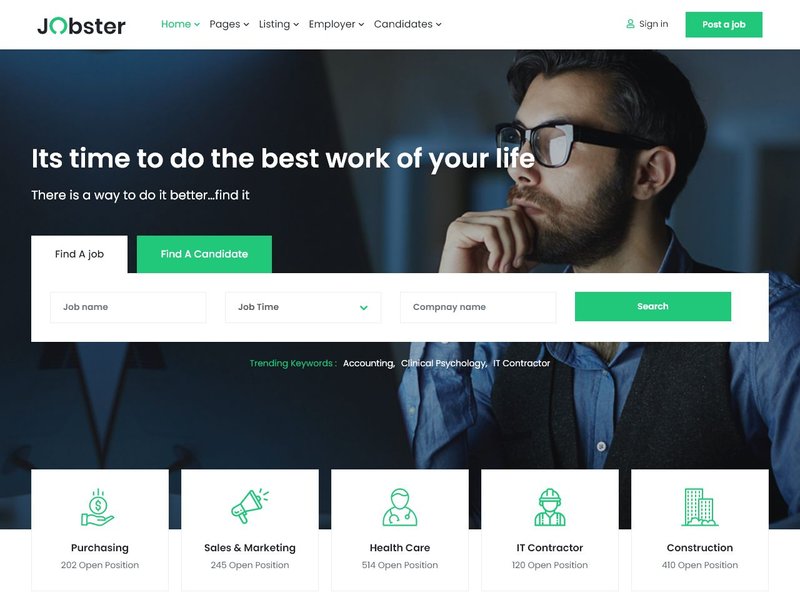 Jobster
Home Pages Listing Employer Candidates
Sign in
Post a job
Its time to do the best work of your life
There is a way to do it better...find it
Find A job
Find A Candidate
Job name
Job Time
Compnay name
Search
Trending Keywords : Accounting, Clinical Psychology, IT Contractor
Purchasing
202 Open Position
Sales & Marketing
245 Open Position
Health Care
514 Open Position
IT Contractor
120 Open Position
Construction
410 Open Position